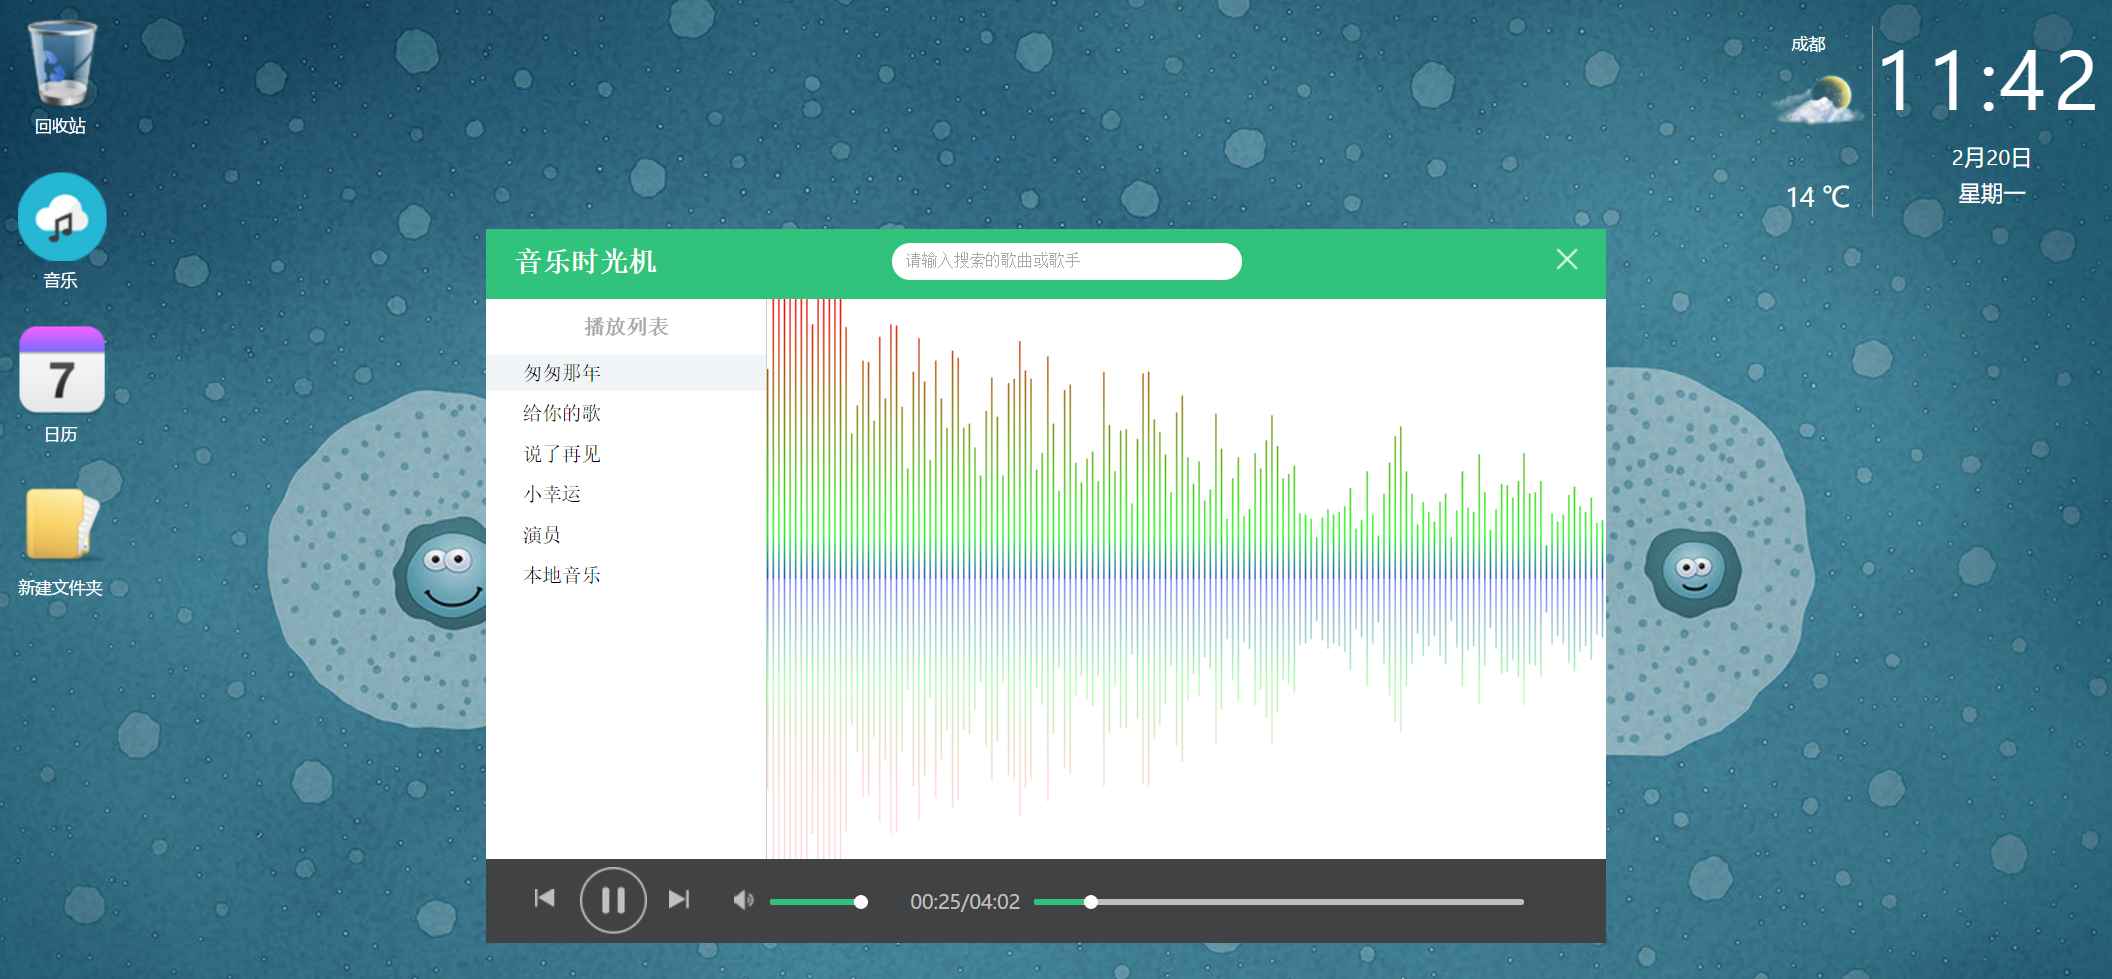 回收站
音乐
7
日历
新建文件夹
成都
14 ℃
11:42
2月20日
星期一
音乐时光机
请输入搜索的歌曲或歌手
播放列表
匆匆那年
给你的歌
说了再见
小幸运
演员
本地音乐
00:25/04:02